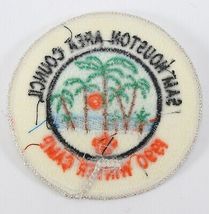 SAM HOUSTON AREA COUNCIL
1990 WINTER CAMP